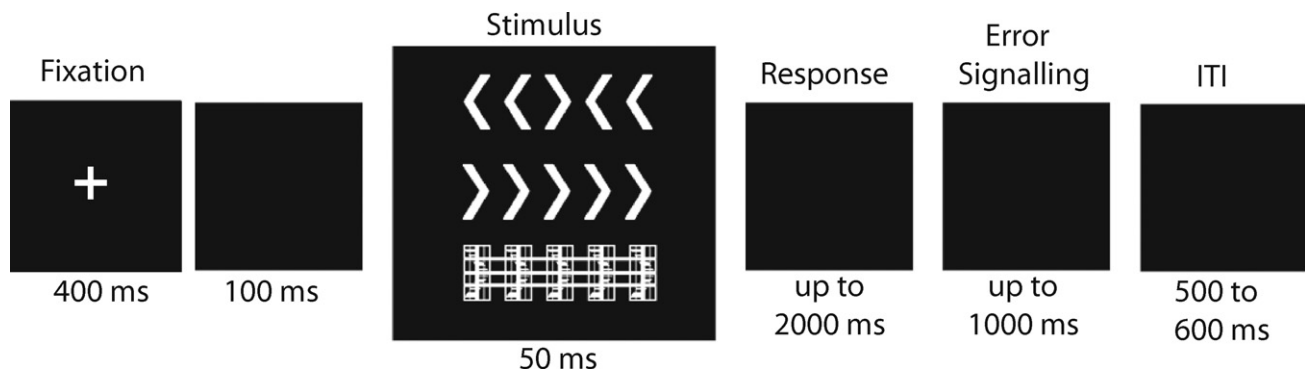 Fixation
400 ms
100 ms
Stimulus
50 ms
Response
up to
2000 ms
Error
Signalling
up to
1000 ms
ITI
500 to
600 ms